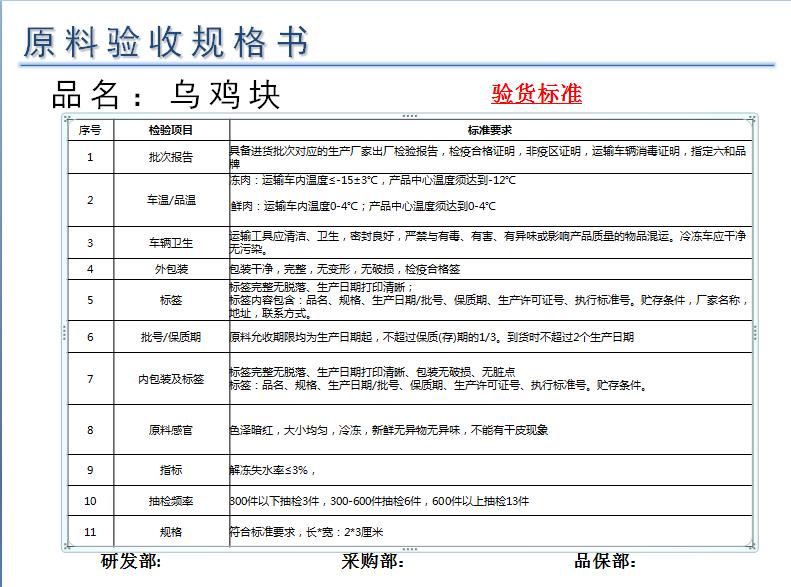 原料验收规格书
品名：乌鸡块
验货标准
序号 检验项目 标准要求
1 批次报告 具备进货批次对应的生产厂家出厂检验报告，检疫合格证明，非疫区证明，运输车辆消毒证明，指定六和品
牌
2 车温/品温 冻肉：运输车内温度≤-15±3℃，产品中心温度须达到-12℃
鲜肉：运输车内温度0-4℃；产品中心温度须达到0-4℃
3 车辆卫生 运输工具应清洁、卫生，密封良好，严禁与有毒、有害、有异味或影响产品质量的物品混运。冷冻车应干净
无污染。
4 外包装 包装干净，完整，无变形，无破损，检疫合格签
5 标签 标签完整无脱落、生产日期打印清晰；
标签内容包含：品名、规格、生产日期/批号、保质期、生产许可证号、执行标准号。贮存条件，厂家名称，
地址，联系方式。
6 批号/保质期 原料允收期限均为生产日期起，不超过保质(存)期的1/3。到货时不超过2个生产日期
7 内包装及标签 标签完整无脱落、生产日期打印清晰、包装无破损、无脏点
标签：品名、规格、生产日期/批号、保质期、生产许可证号、执行标准号。贮存条件。
8 原料感官 色泽暗红，大小均匀，冷冻，新鲜无异物无异味，不能有干皮现象
9 指标 解冻失水率≤3%，
10 抽检频率 300件以下抽检3件，300-600件抽检6件，600件以上抽检13件
11 规格 符合标准要求，长*宽：2*3厘米
研发部: 采购部: 品保部: